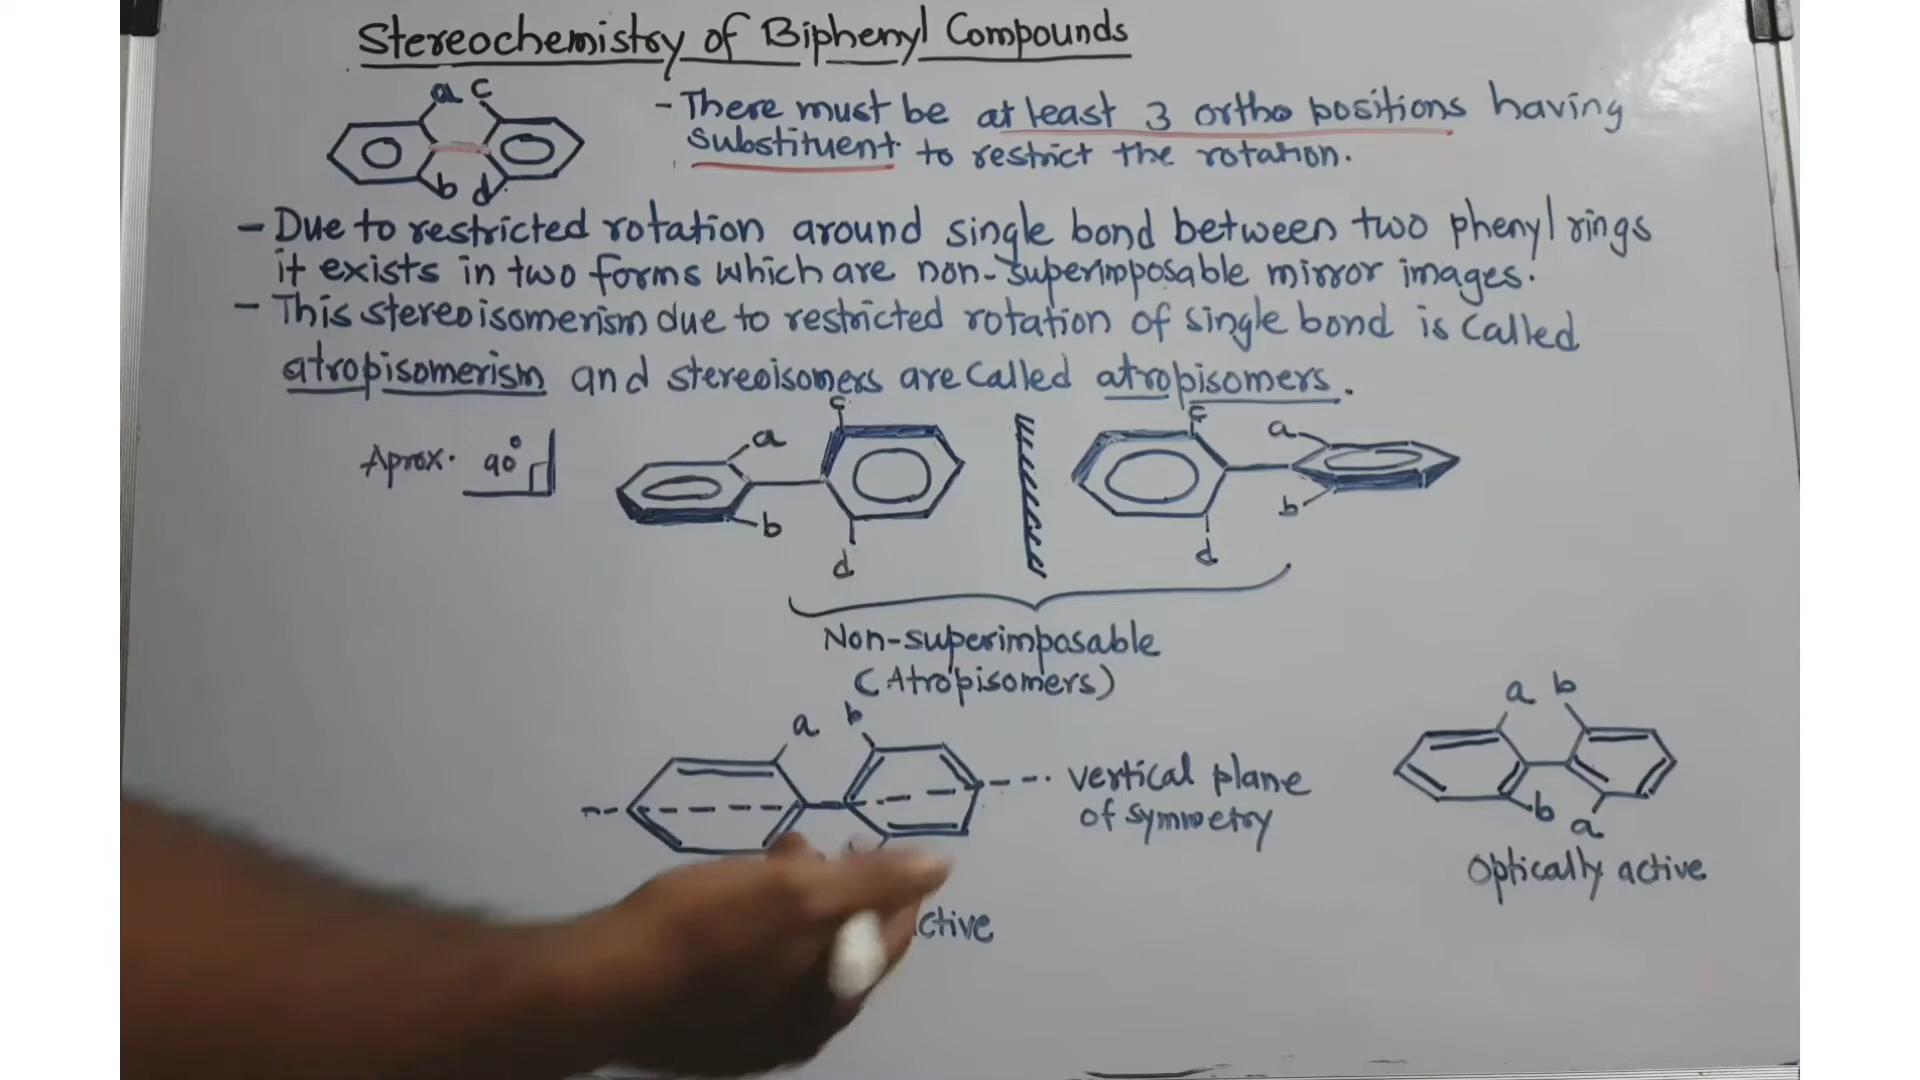 Stereochemistry of Biphenyl Compounds
a c
b d
- There must be at least 3 ortho positions having
substituent to restrict the rotation.
- Due to restricted rotation around single bond between two phenyl rings
it exists in two forms which are non-superimposable mirror images.
- This stereoisomerism due to restricted rotation of single bond is called
atropisomerism and stereoisomers are called atropisomers.
Aprox. 90°
a c
b
d
c a
b
d
Non-superimposable
(Atropisomers)
a b
vertical plane
of symmetry
ctive
a b
b a
Optically active